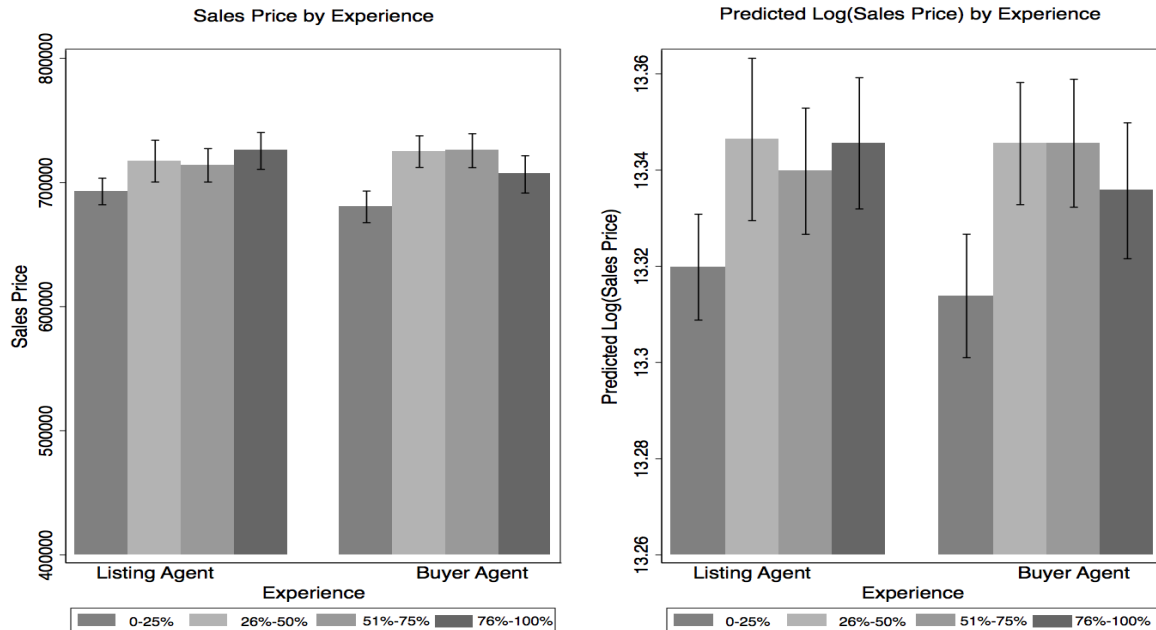 Sales Price by Experience
Sales Price
800000
700000
600000
500000
400000
Listing Agent
Buyer Agent
Experience
0-25%
26%-50%
51%-75%
76%-100%
Predicted Log(Sales Price) by Experience
Predicted Log(Sales Price)
13.36
13.34
13.32
13.3
13.28
13.26
Listing Agent
Buyer Agent
Experience
0-25%
26%-50%
51%-75%
76%-100%